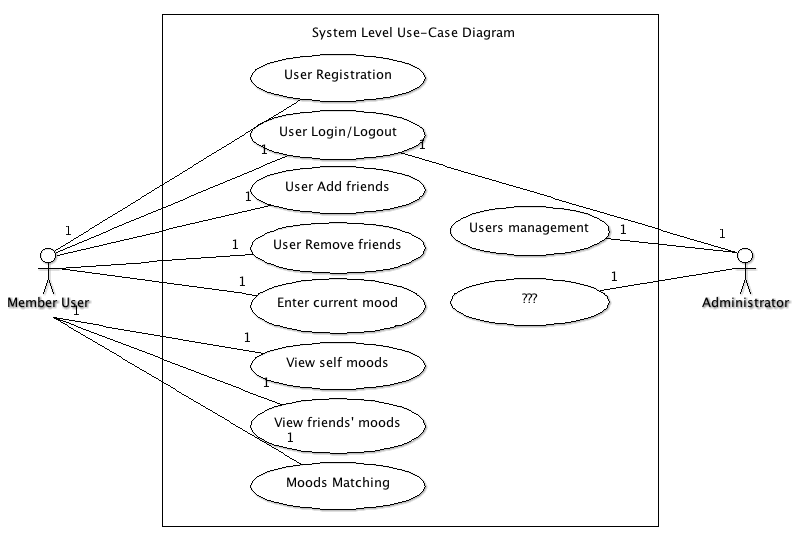 System Level Use-Case Diagram
User Registration
User Login/Logout
1
1
User Add friends
1
1
User Remove friends
1
1
Users management
1
1
Enter current mood
1
???
1
Member User
Administrator
1
View self moods
1
View friends' moods
1
Moods Matching
1